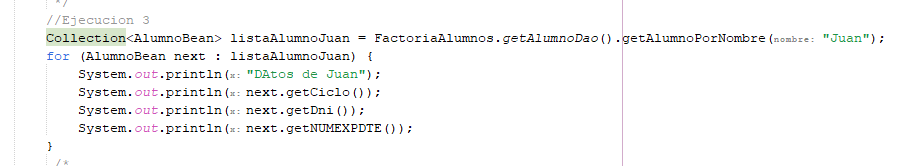 */
//Ejecucion 3
Collection<AlumnoBean> listaAlumnoJuan = FactoriaAlumnos.getAlumnoDao().getAlumnoPorNombre(nombre: "Juan");
for (AlumnoBean next : listaAlumnoJuan) {
System.out.println(x: "DAtos de Juan");
System.out.println(x: next.getCiclo());
System.out.println(x: next.getDni());
System.out.println(x: next.getNUMEXPDTE());
}
/*